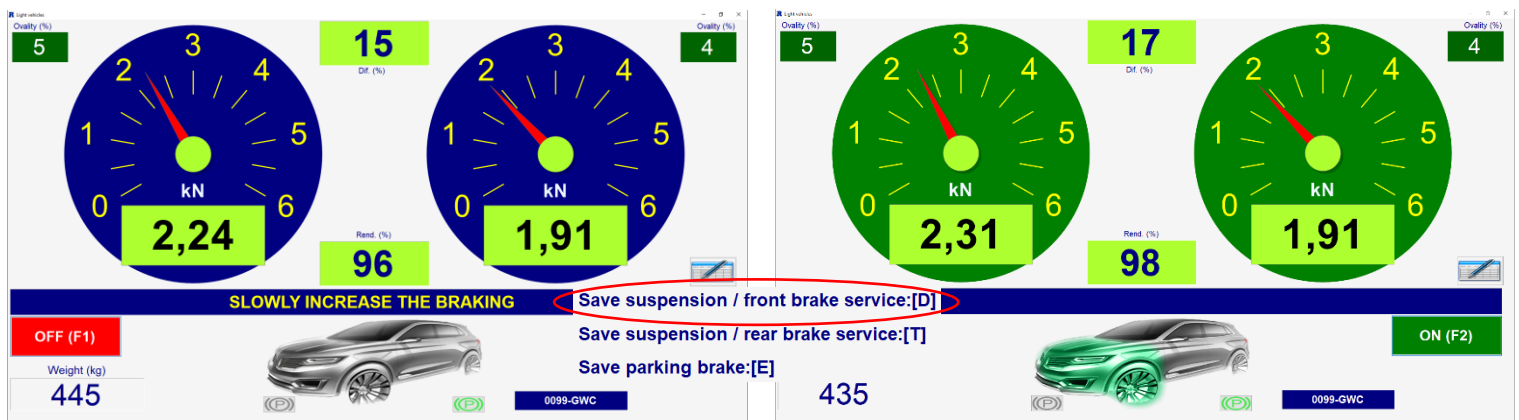 Light vehicles
Ovality (%)
5
0 1 2 3 4 5 6
kN
2,24
15
Dif. (%)
Rend. (%)
96
0 1 2 3 4 5 6
kN
1,91
Ovality (%)
4
SLOWLY INCREASE THE BRAKING
OFF (F1)
Weight (kg)
445
(P)
(P)
0099-GWC
Save suspension / front brake service:[D]
Save suspension / rear brake service:[T]
Save parking brake:[E]
Light vehicles
Ovality (%)
5
0 1 2 3 4 5 6
kN
2,31
17
Dif. (%)
Rend. (%)
98
0 1 2 3 4 5 6
kN
1,91
Ovality (%)
4
ON (F2)
435
(P)
(P)
0099-GWC